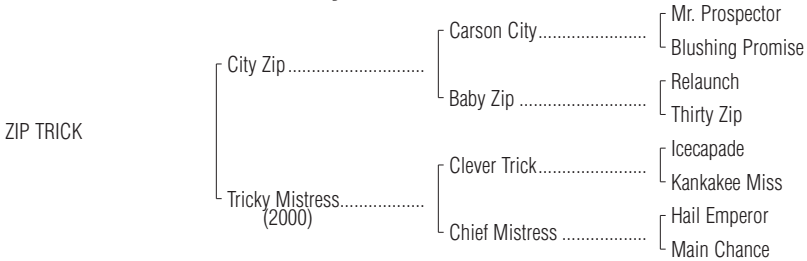 Mr. Prospector
Carson City......................
Blushing Promise
City Zip ...........................
Relaunch
Baby Zip .........................
Thirty Zip
ZIP TRICK
Icecapade
Clever Trick.....................
Kankakee Miss
Tricky Mistress.................
(2000)
Hail Emperor
Chief Mistress .................
Main Chance